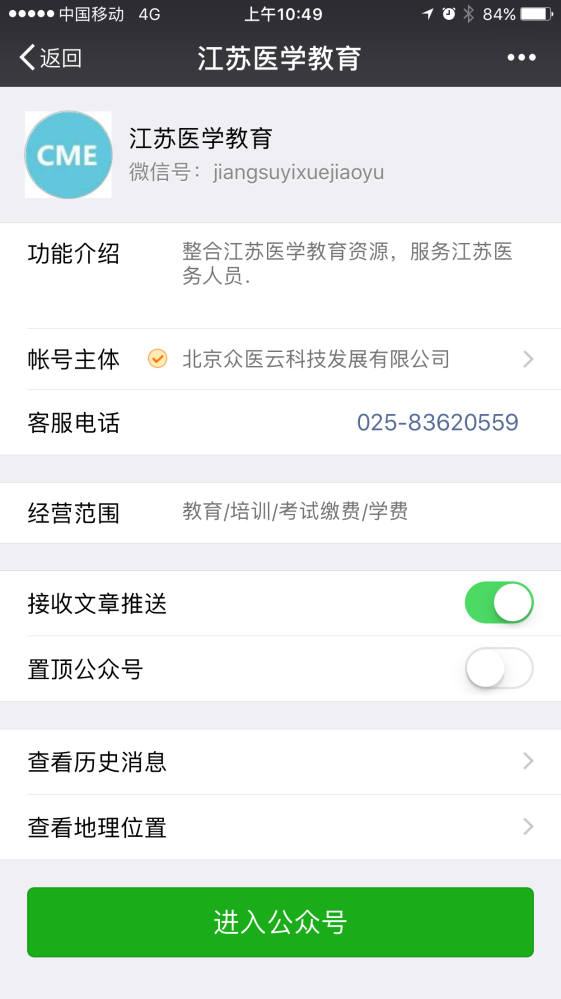 中国移动 4G 上午10:49 84%
返回 江苏医学教育
CME
江苏医学教育
微信号：jiangsuyixuejiaoyu
功能介绍 整合江苏医学教育资源，服务江苏医
务人员.
帐号主体 北京众医云科技发展有限公司
客服电话 025-83620559
经营范围 教育/培训/考试缴费/学费
接收文章推送
置顶公众号
查看历史消息
查看地理位置
进入公众号